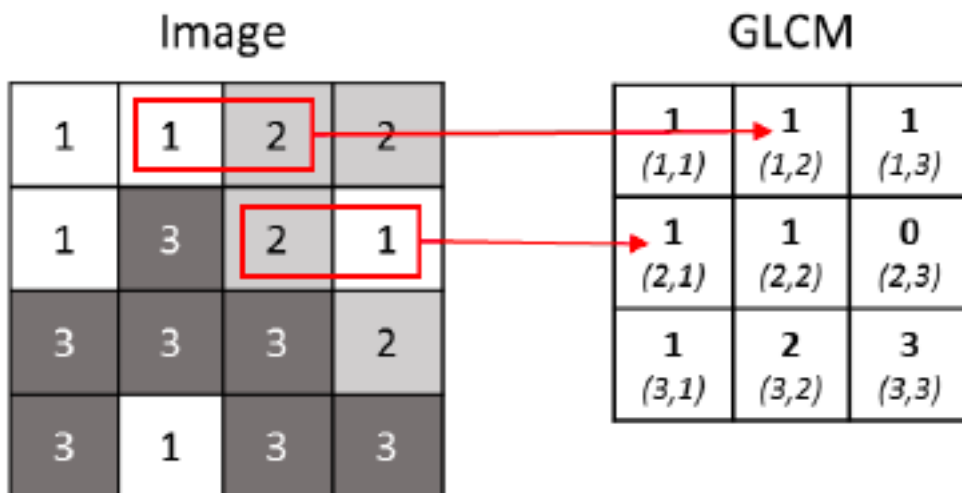 Image
GLCM
1 1 2 2
1 3 2 1
3 3 3 2
3 1 3 3
1 1 1
(1,1) (1,2) (1,3)
1 1 0
(2,1) (2,2) (2,3)
1 2 3
(3,1) (3,2) (3,3)